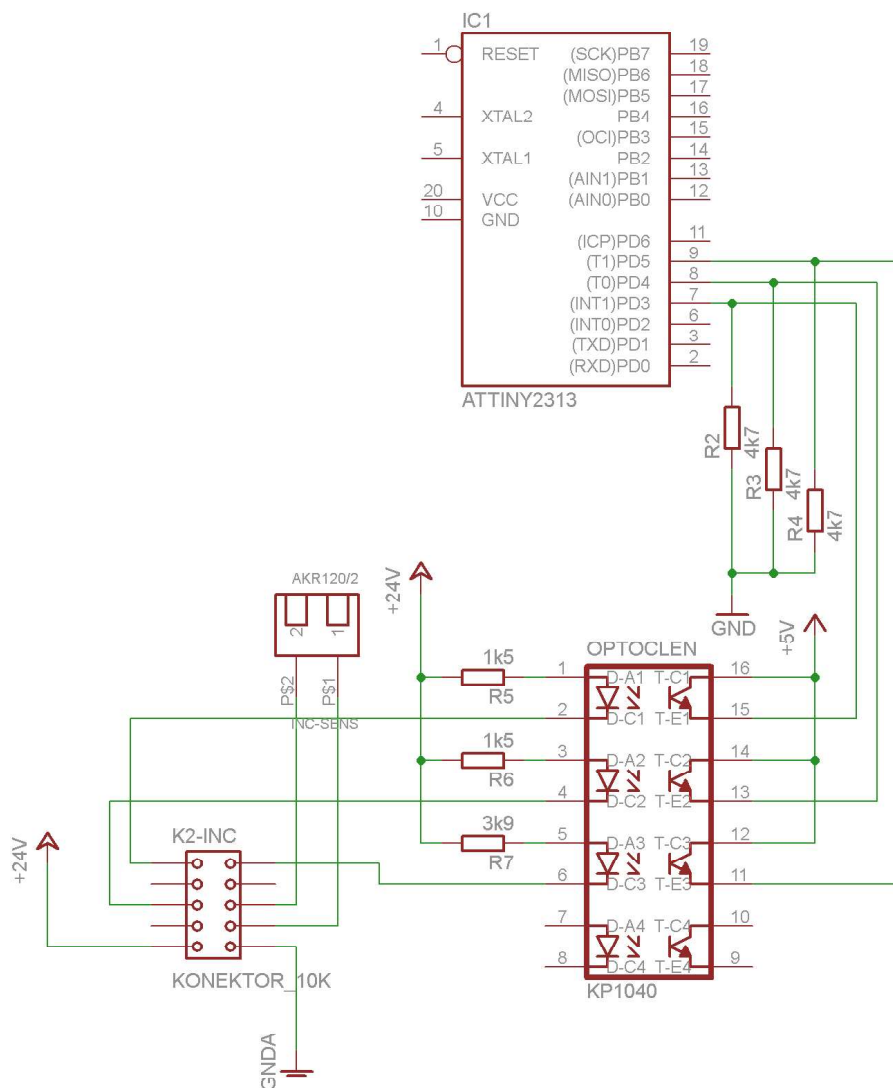 IC1
1 RESET (SCK)PB7 19
(MISO)PB6 18
(MOSI)PB5 17
4 XTAL2 PB4 16
(OCI)PB3 15
5 XTAL1 PB2 14
(AIN1)PB1 13
20 VCC (AIN0)PB0 12
10 GND
(ICP)PD6 11
(T1)PD5 9
(T0)PD4 8
(INT1)PD3 7
(INT0)PD2 6
(TXD)PD1 3
(RXD)PD0 2
ATTINY2313
R2 4k7
R3 4k7
R4 4k7
GND
+5V
AKR120/2
2 1
P$2 P$1
INC-SENS
+24V
1k5
R5
1k5
R6
3k9
R7
OPTOCLEN
1 D-A1 T-C1 16
2 D-C1 T-E1 15
3 D-A2 T-C2 14
4 D-C2 T-E2 13
5 D-A3 T-C3 12
6 D-C3 T-E3 11
7 D-A4 T-C4 10
8 D-C4 T-E4 9
KP1040
+24V
K2-INC
KONEKTOR_10K
GNDA